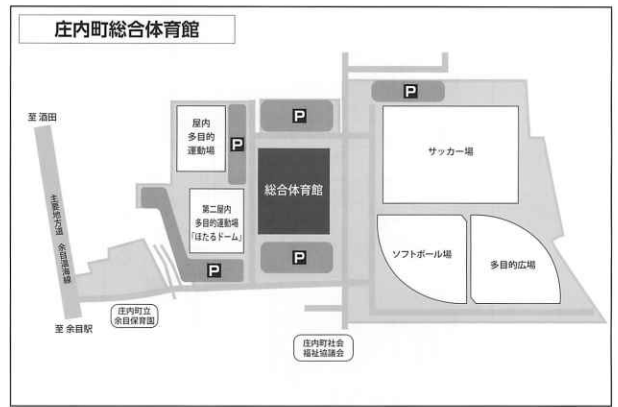 庄内町総合体育館
至 酒田
主要地方道 余目温海線
至 余目駅
屋内
多目的
運動場
P
P
P
サッカー場
総合体育館
第二屋内
多目的運動場
「ほたるドーム」
P
P
ソフトボール場
多目的広場
庄内町立
余目保育園
庄内町社会
福祉協議会